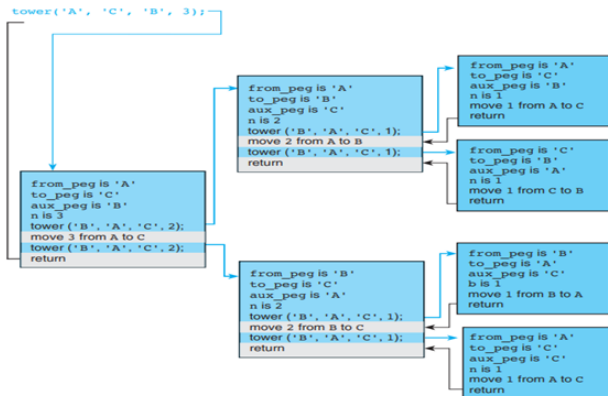 tower('A', 'C', 'B', 3);
from_peg is 'A'
to_peg is 'C'
aux_peg is 'B'
n is 3
tower ('B', 'A', 'C', 2);
move 3 from A to C
tower ('B', 'A', 'C', 2);
return
from_peg is 'A'
to_peg is 'B'
aux_peg is 'C'
n is 2
tower ('B', 'A', 'C', 1);
move 2 from A to B
tower ('B', 'A', 'C', 1);
return
from_peg is 'A'
to_peg is 'C'
aux_peg is 'B'
n is 1
move 1 from A to C
return
from_peg is 'C'
to_peg is 'B'
aux_peg is 'A'
n is 1
move 1 from C to B
return
from_peg is 'B'
to_peg is 'C'
aux_peg is 'A'
n is 2
tower ('B', 'A', 'C', 1);
move 2 from B to C
tower ('B', 'A', 'C', 1);
return
from_peg is 'B'
to_peg is 'A'
aux_peg is 'C'
b is 1
move 1 from B to A
return
from_peg is 'A'
to_peg is 'C'
aux_peg is 'C'
n is 1
move 1 from A to C
return